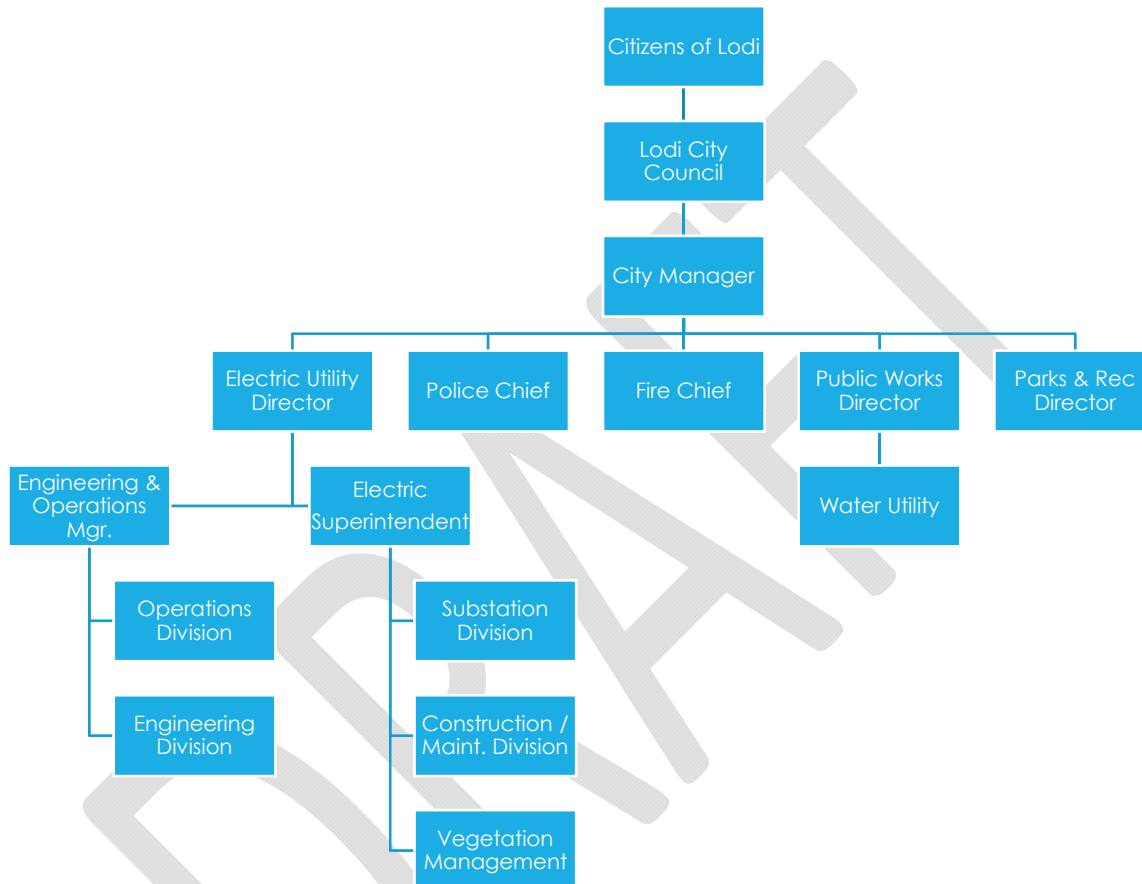 Citizens of Lodi
Lodi City
Council
City Manager
Electric Utility
Director
Police Chief
Fire Chief
Public Works
Director
Parks & Rec
Director
Engineering &
Operations
Mgr.
Electric
Superintendent
Water Utility
Operations
Division
Substation
Division
Engineering
Division
Construction /
Maint. Division
Vegetation
Management
DRAFT